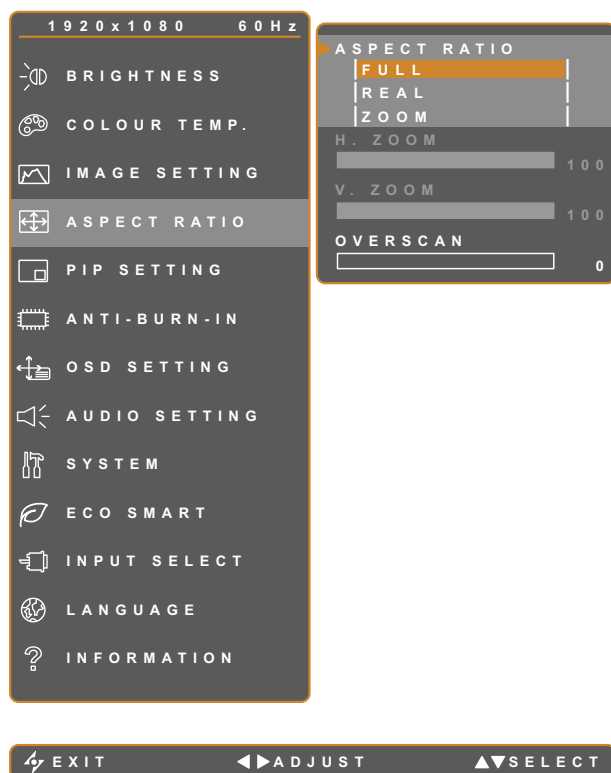 1920x1080 60Hz
BRIGHTNESS
COLOUR TEMP.
IMAGE SETTING
ASPECT RATIO
PIP SETTING
ANTI-BURN-IN
OSD SETTING
AUDIO SETTING
SYSTEM
ECO SMART
INPUT SELECT
LANGUAGE
INFORMATION
ASPECT RATIO
FULL
REAL
ZOOM
H. ZOOM
100
V. ZOOM
100
OVERSCAN
0
EXIT ADJUST SELECT